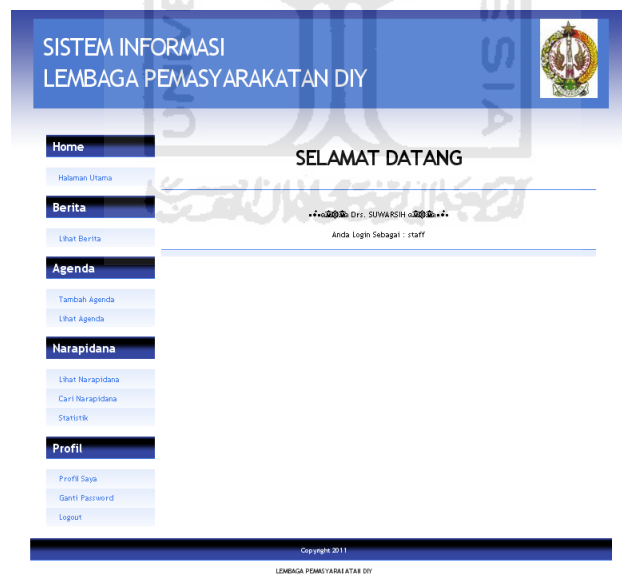 SISTEM INFORMASI
LEMBAGA PEMASYARAKATAN DIY
Home
Halaman Utama
Berita
Lihat Berita
Agenda
Tambah Agenda
Lihat Agenda
Narapidana
Lihat Narapidana
Cari Narapidana
Statistik
Profil
Profil Saya
Ganti Password
Logout
SELAMAT DATANG
Drs. SUWARSIH
Anda Login Sebagai : staff
Copyright 2011
LEMBAGA PEMASYARAKATAN DIY